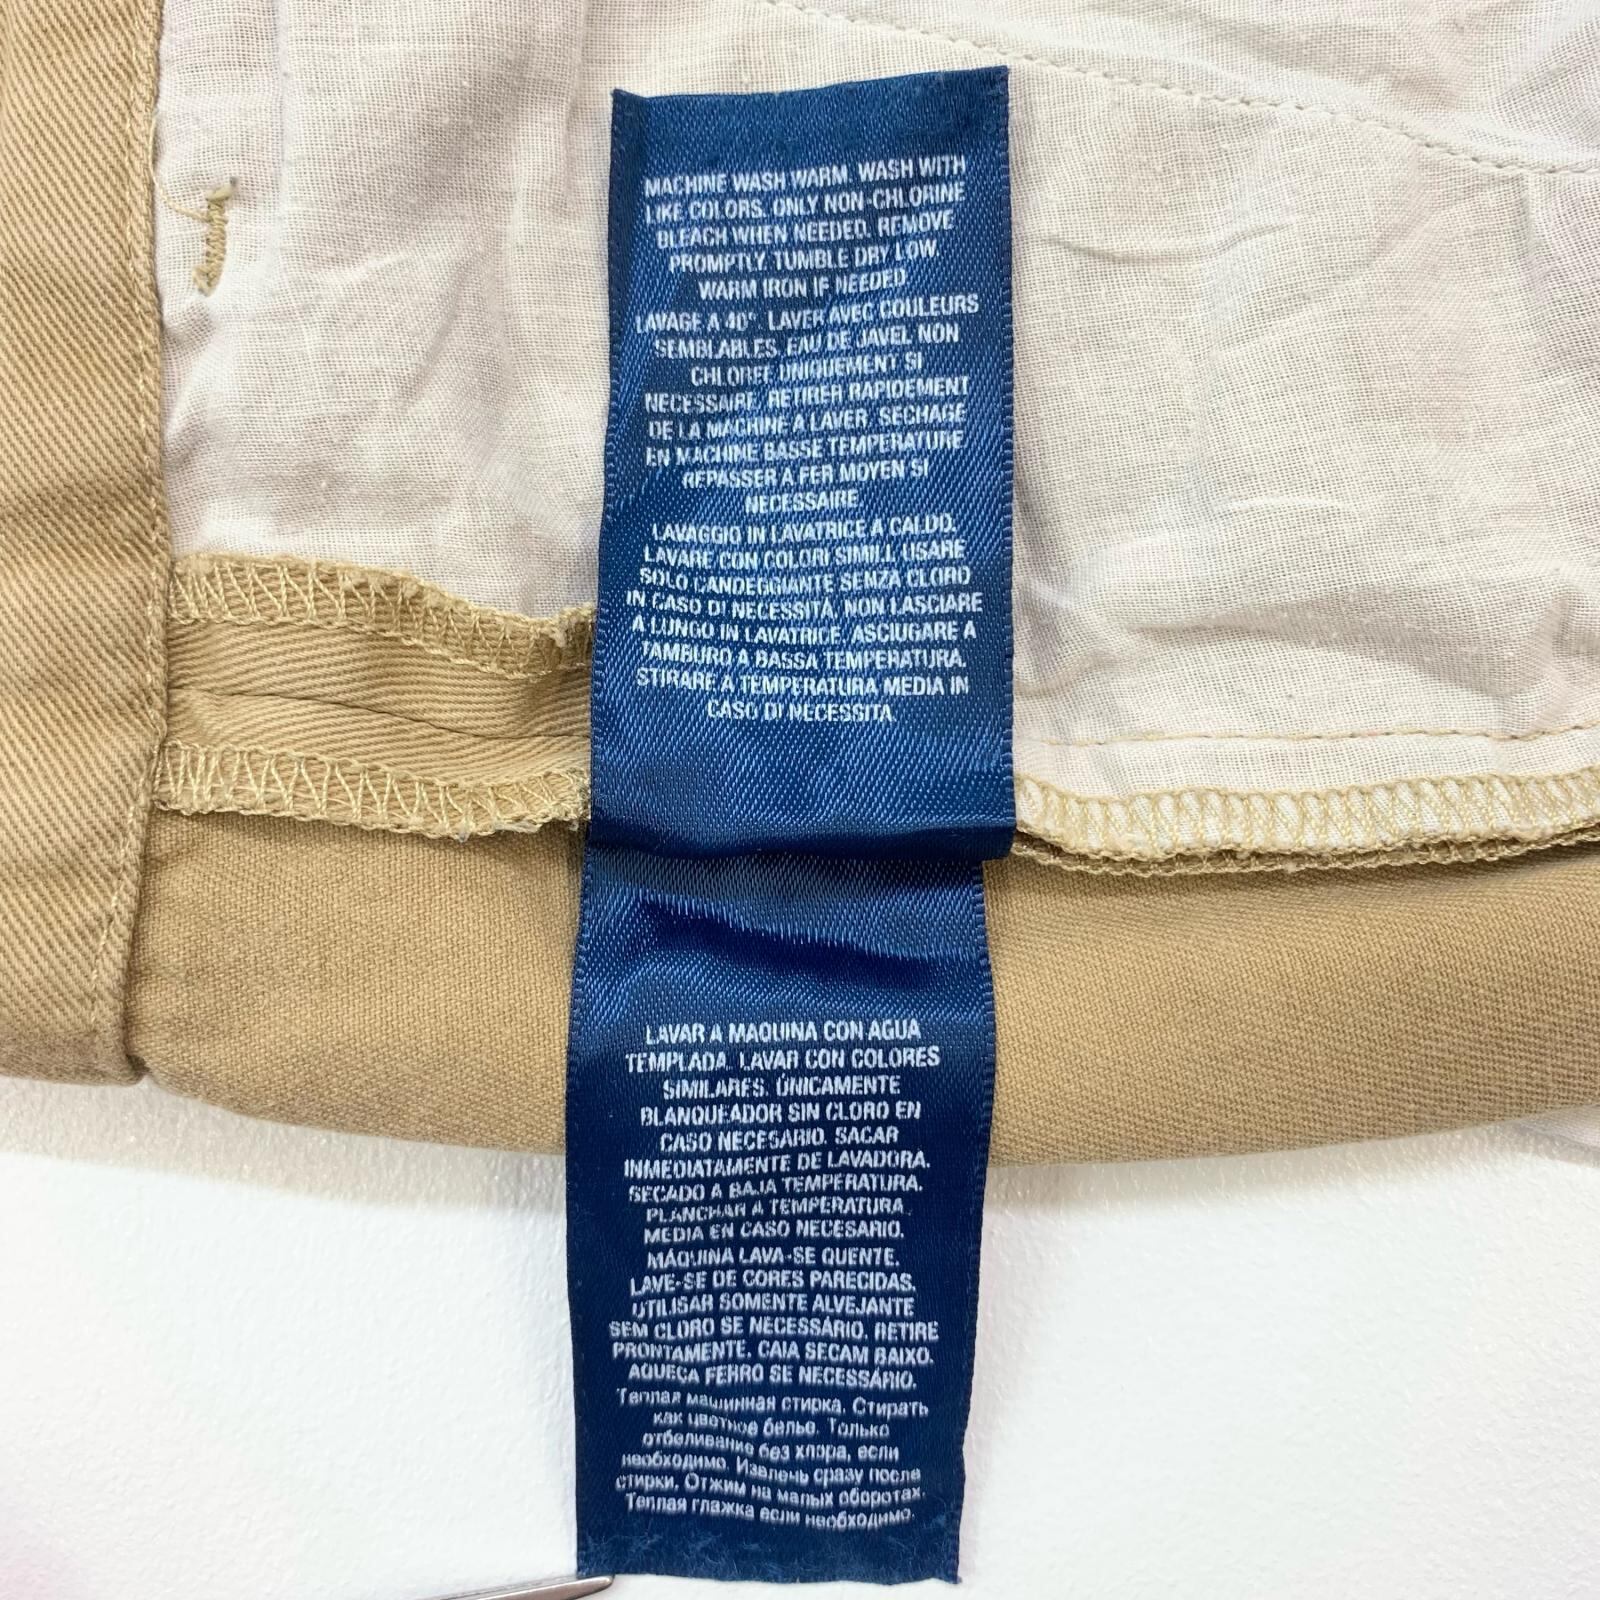 MACHINE WASH WARM. WASH WITH
LIKE COLORS. ONLY NON-CHLORINE
BLEACH WHEN NEEDED. REMOVE
PROMPTLY. TUMBLE DRY LOW.
WARM IRON IF NEEDED.
LAVAGE A 40°. LAVER AVEC COULEURS
SEMBLABLES. EAU DE JAVEL NON
CHLOREE UNIQUEMENT SI
NECESSAIRE. RETIRER RAPIDEMENT
DE LA MACHINE A LAVER. SECHAGE
EN MACHINE BASSE TEMPERATURE
REPASSER A FER MOYEN SI
NECESSAIRE
LAVAGGIO IN LAVATRICE A CALDO.
LAVARE CON COLORI SIMILI. USARE
SOLO CANDEGGIANTE SENZA CLORO
IN CASO DI NECESSITÀ. NON LASCIARE
A LUNGO IN LAVATRICE. ASCIUGARE A
TAMBURO A BASSA TEMPERATURA.
STIRARE A TEMPERATURA MEDIA IN
CASO DI NECESSITA.
LAVAR A MAQUINA CON AGUA
TEMPLADA. LAVAR CON COLORES
SIMILARES. ÚNICAMENTE
BLANQUEADOR SIN CLORO EN
CASO NECESARIO. SACAR
INMEDIATAMENTE DE LAVADORA.
SECADO A BAJA TEMPERATURA.
PLANCHAR A TEMPERATURA
MEDIA EN CASO NECESARIO.
MÁQUINA LAVA-SE QUENTE.
LAVE-SE DE CORES PARECIDAS.
UTILISAR SOMENTE ALVEJANTE
SEM CLORO SE NECESSÁRIO. RETIRE
PRONTAMENTE. CAIA SECAM BAIXO.
AQUECA FERRO SE NECESSÁRIO.
Теплая машинная стирка. Стирать
как цветное белье. Только
отбеливание без хлора, если
необходимо. Извлечь сразу после
стирки. Отжим на малых оборотах.
Теплая глажка если необходимо.